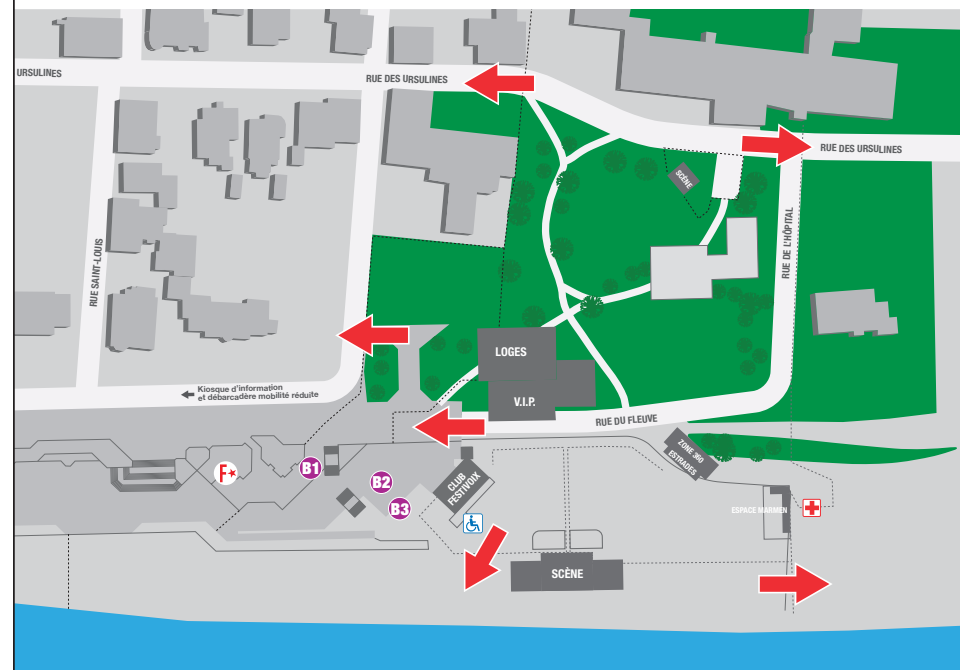 URSULINES
RUE DES URSULINES
RUE DES URSULINES
SCÈNE
RUE SAINT-LOUIS
RUE DE L'HÔPITAL
LOGES
V.I.P.
Kiosque d'information
et débarcadère mobilité réduite
RUE DU FLEUVE
ZONE 360
ESTRADES
B1
B2
B3
F
CLUB
FESTIVOIX
ESPACE MARMEN
SCÈNE